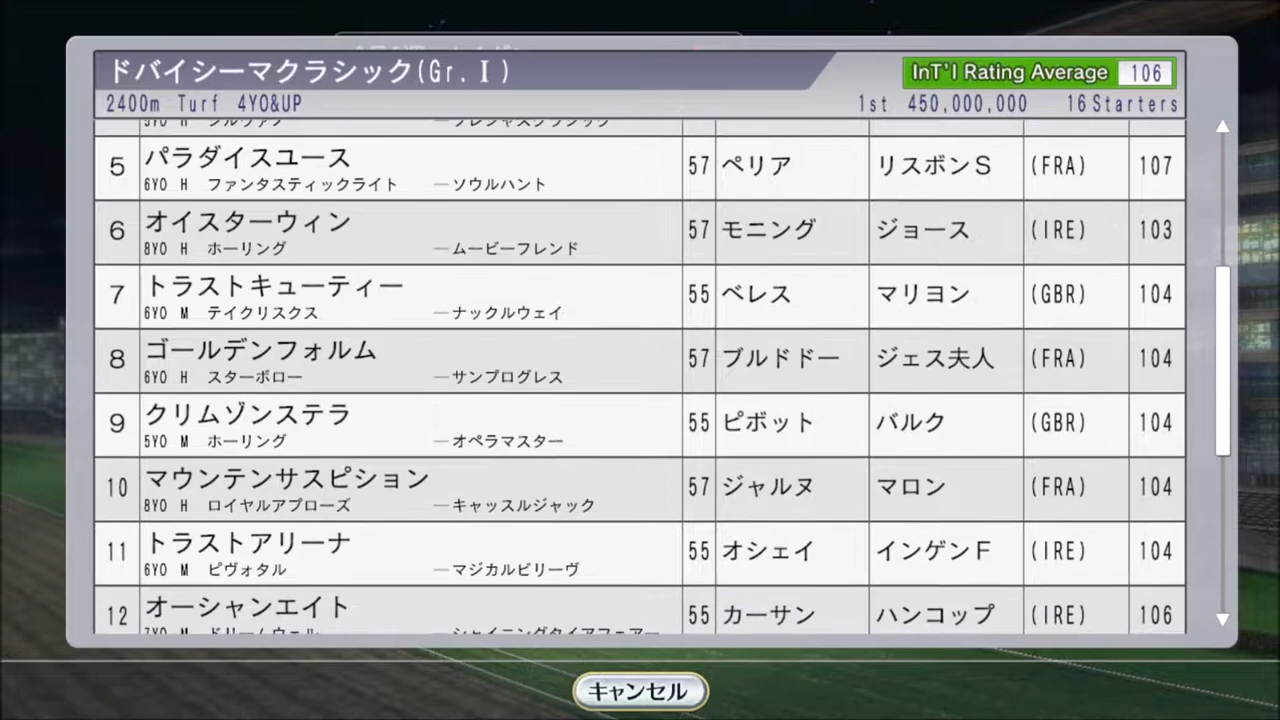 ドバイシーマクラシック(Gr.Ⅰ)
InT'l Rating Average 106
2400m Turf 4YO&UP
1st 450,000,000 16Starters
5 パラダイスユース 57 ペリア リスボンS (FRA) 107
6YO H ファンタスティックライト ―ソウルハント
6 オイスターウィン 57 モニング ジョース (IRE) 103
8YO H ホーリング ―ムービーフレンド
7 トラストキューティー 55 ベレス マリヨン (GBR) 104
6YO M テイクリスクス ―ナックルウェイ
8 ゴールデンフォルム 57 ブルドドー ジェス夫人 (FRA) 104
6YO H スターボロー ―サンプログレス
9 クリムゾンステラ 55 ピボット バルク (GBR) 104
5YO M ホーリング ―オペラマスター
10 マウンテンサスピション 57 ジャルヌ マロン (FRA) 104
8YO H ロイヤルアプローズ ―キャッスルジャック
11 トラストアリーナ 55 オシェイ インゲンF (IRE) 104
6YO M ピヴォタル ―マジカルビリーヴ
12 オーシャンエイト 55 カーサン ハンコップ (IRE) 106
キャンセル